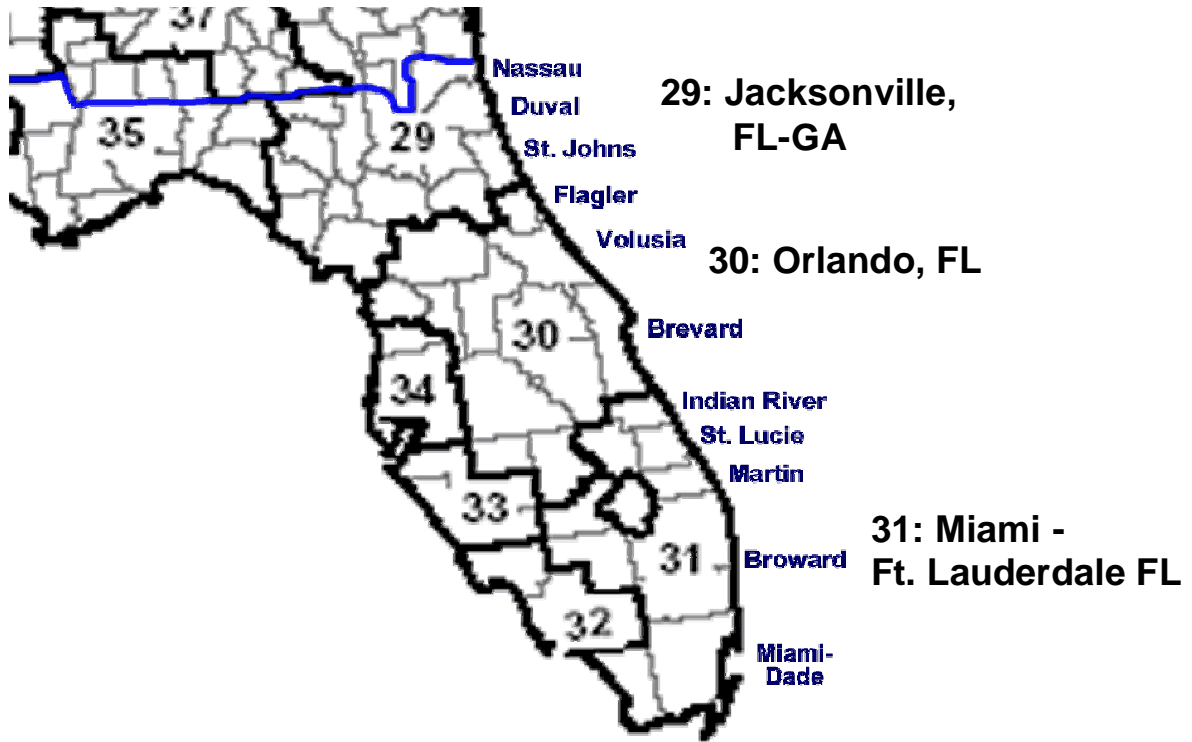 37
Nassau
29: Jacksonville,
FL-GA
Duval
35
29
St. Johns
Flagler
Volusia
30: Orlando, FL
30
Brevard
34
Indian River
St. Lucie
Martin
33
31: Miami -
Ft. Lauderdale FL
31
Broward
32
Miami-
Dade